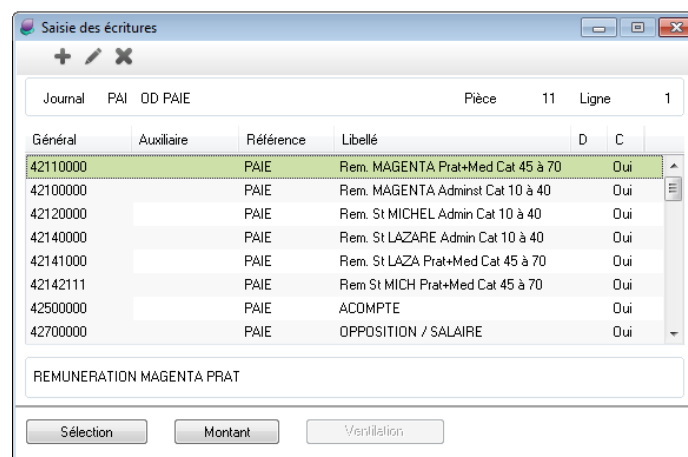 Saisie des écritures
Journal PAI OD PAIE Pièce 11 Ligne 1
Général Auxiliaire Référence Libellé D C
42110000 PAIE Rem. MAGENTA Prat+Med Cat 45 à 70 Oui
42100000 PAIE Rem. MAGENTA Adminst Cat 10 à 40 Oui
42120000 PAIE Rem. St MICHEL Admin Cat 10 à 40 Oui
42140000 PAIE Rem. St LAZARE Admin Cat 10 à 40 Oui
42141000 PAIE Rem. St LAZA Prat+Med Cat 45 à 70 Oui
42142111 PAIE Rem St MICH Prat+Med Cat 45 à 70 Oui
42500000 PAIE ACOMPTE Oui
42700000 PAIE OPPOSITION / SALAIRE Oui
REMUNERATION MAGENTA PRAT
Sélection Montant Ventilation